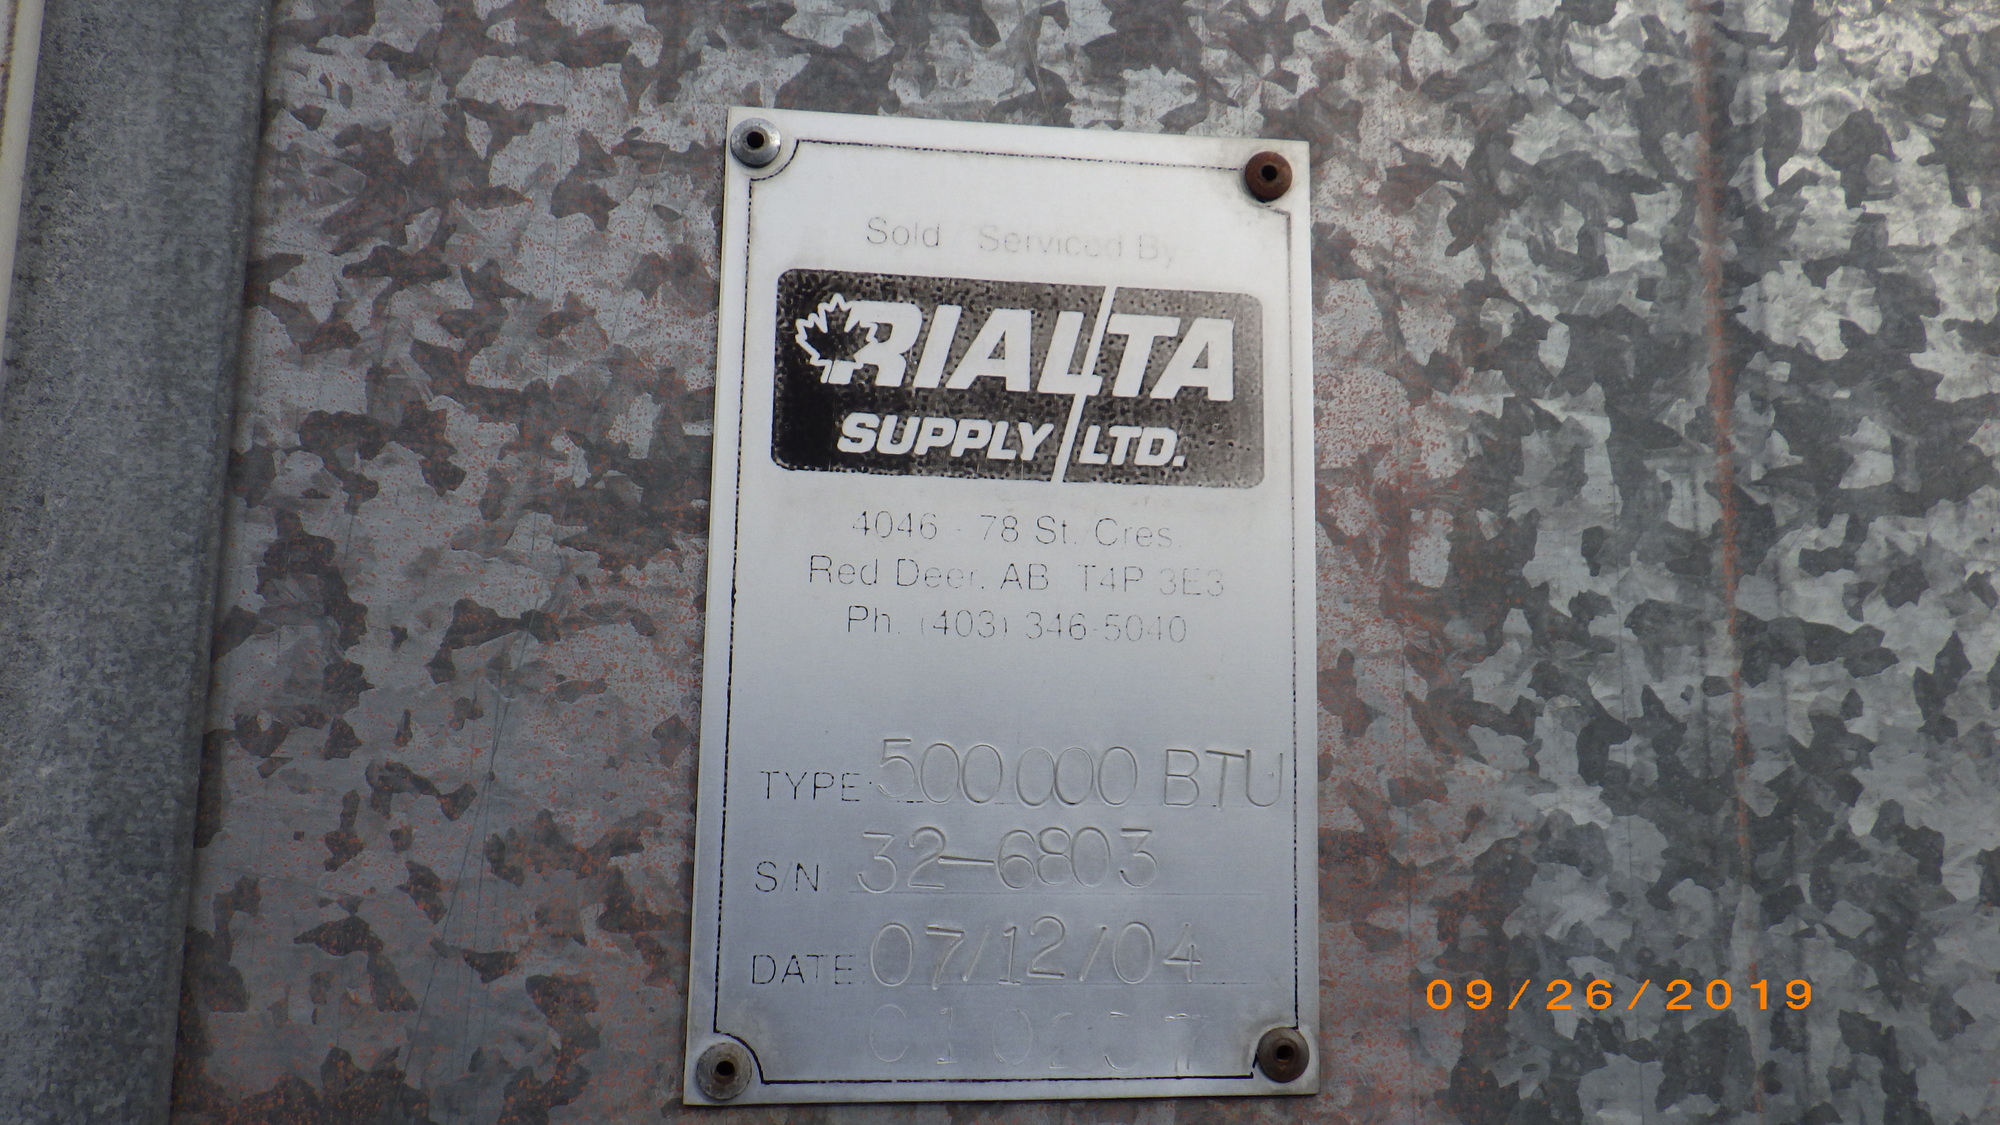 Sold Serviced By
RIALTA
SUPPLY LTD.
4046 - 78 St. Cres.
Red Deer, AB T4P 3E3
Ph. (403) 346-5040
TYPE: 500 000 BTU
S/N 32-6803
DATE: 07/12/04
09/26/2019